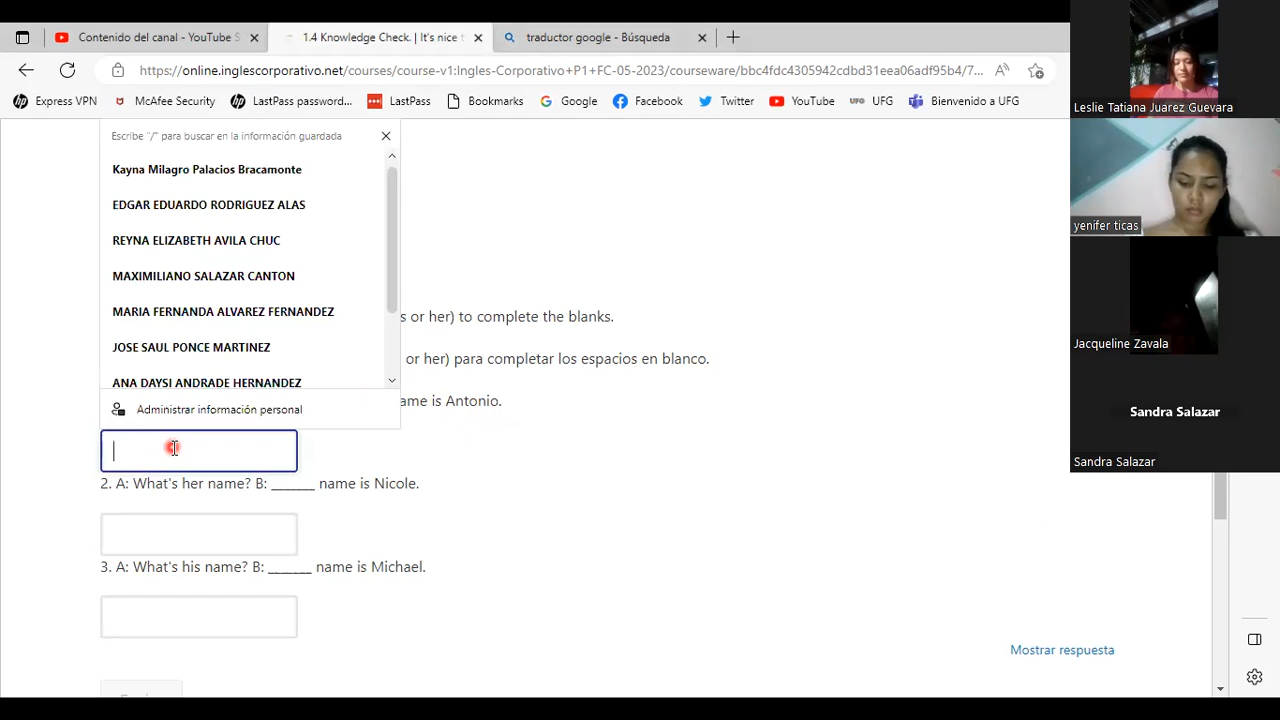 Contenido del canal - YouTube S
1.4 Knowledge Check. | It's nice t
traductor google - Búsqueda
https://online.inglescorporativo.net/courses/course-v1:Ingles-Corporativo+P1+FC-05-2023/courseware/bbc4fdc4305942cdbd31eea06adf95b4/7...
Express VPN
McAfee Security
LastPass password...
LastPass
Bookmarks
Google
Facebook
Twitter
YouTube
UFG
UFG
Bienvenido a UFG
Escribe "/" para buscar en la información guardada
Kayna Milagro Palacios Bracamonte
EDGAR EDUARDO RODRIGUEZ ALAS
REYNA ELIZABETH AVILA CHUC
MAXIMILIANO SALAZAR CANTON
MARIA FERNANDA ALVAREZ FERNANDEZ
JOSE SAUL PONCE MARTINEZ
ANA DAYSI ANDRADE HERNANDEZ
Administrar información personal
s or her) to complete the blanks.
or her) para completar los espacios en blanco.
ame is Antonio.
2. A: What's her name? B: _______ name is Nicole.
3. A: What's his name? B: _______ name is Michael.
Mostrar respuesta
Leslie Tatiana Juarez Guevara
yenifer ticas
Jacqueline Zavala
Sandra Salazar
Sandra Salazar